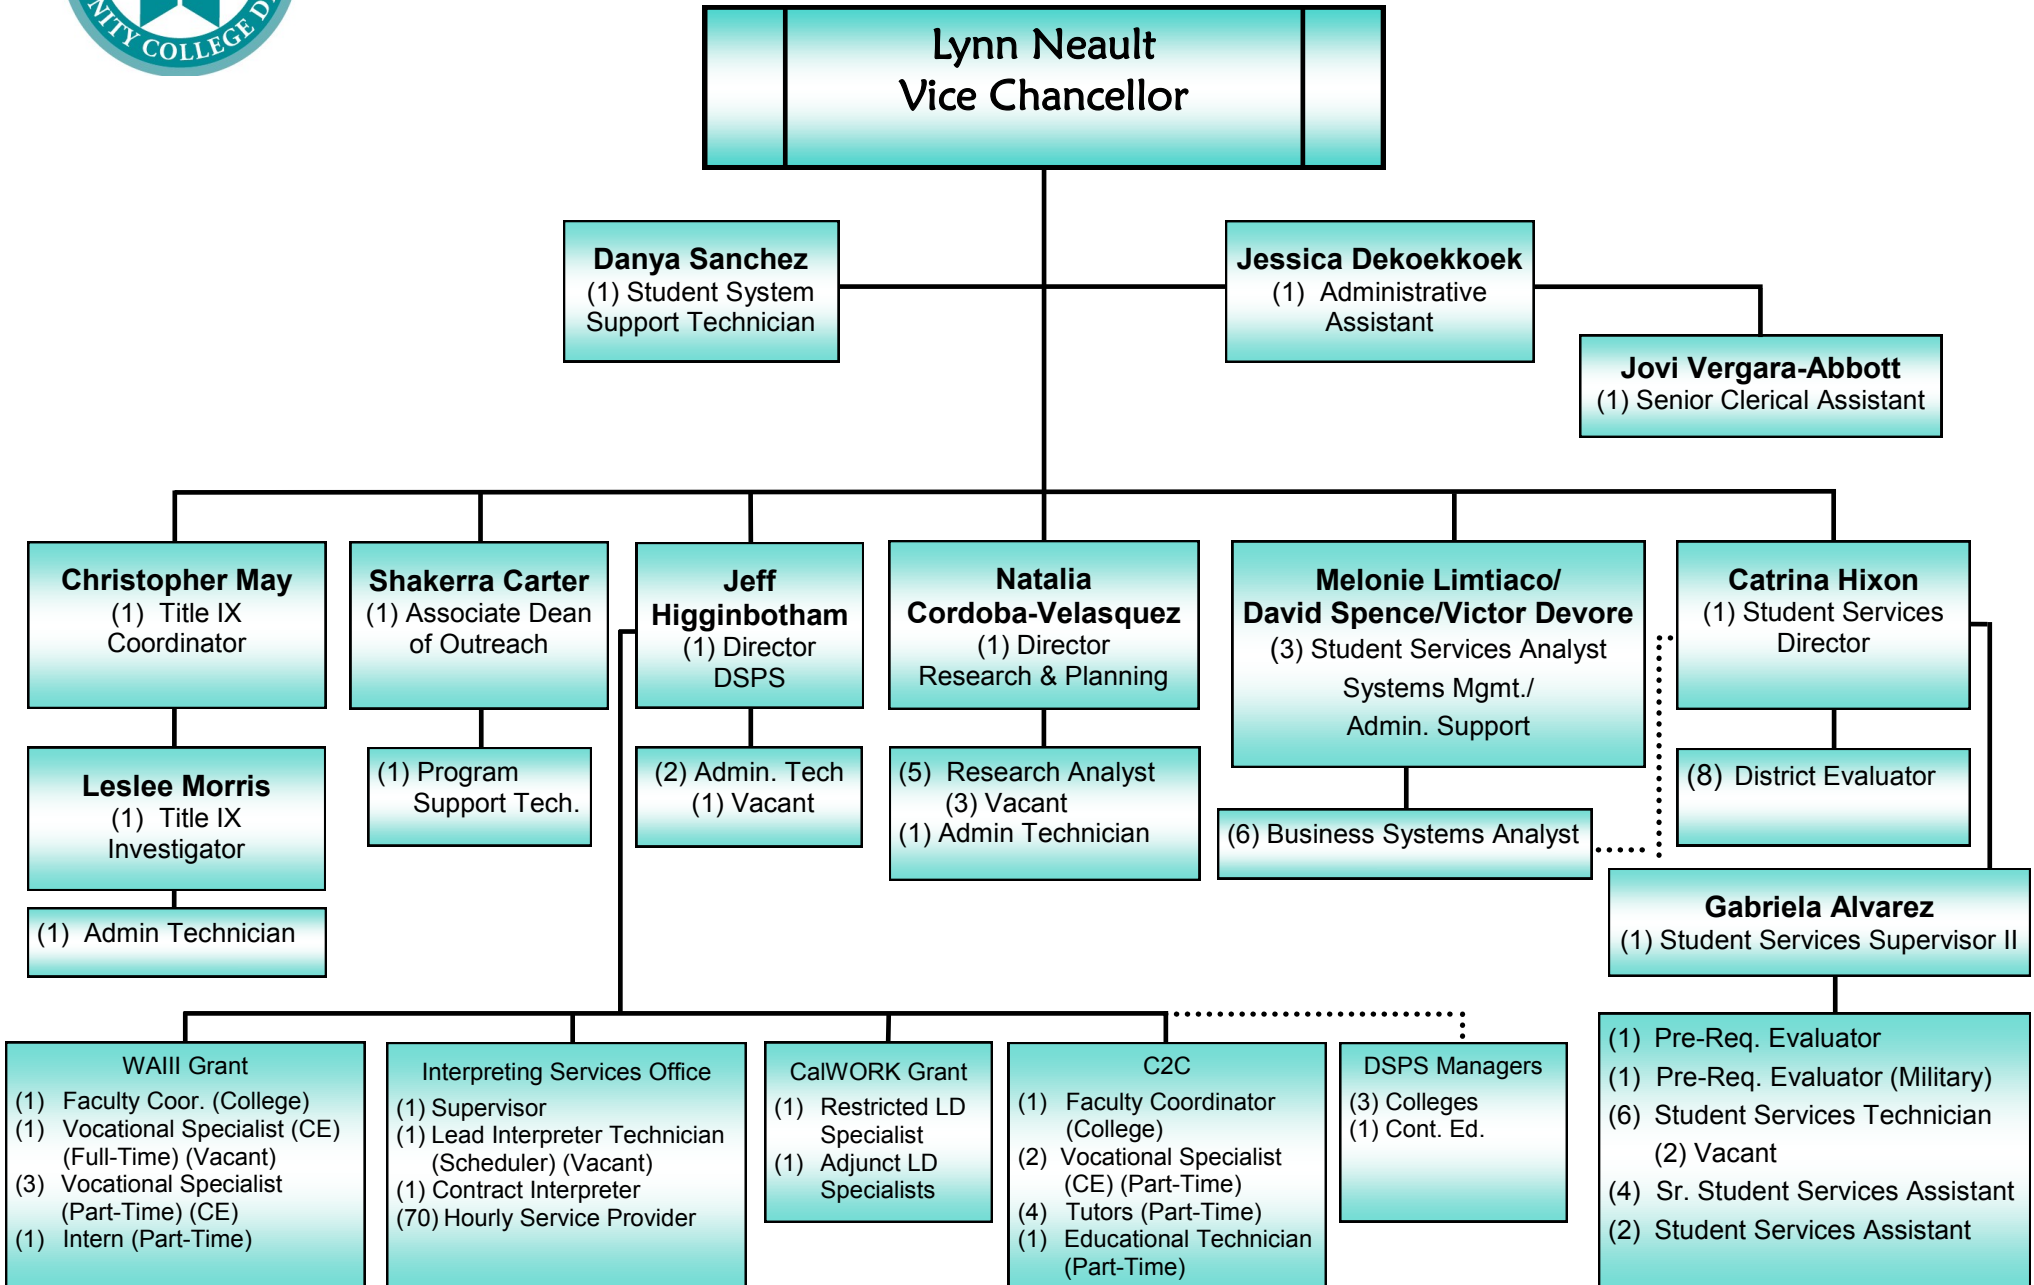 NITY COLLEGE D
Lynn Neault
Vice Chancellor
Danya Sanchez
(1) Student System
Support Technician
Jessica Dekoekkoek
(1) Administrative
Assistant
Jovi Vergara-Abbott
(1) Senior Clerical Assistant
Christopher May
(1) Title IX
Coordinator
Shakerra Carter
(1) Associate Dean
of Outreach
Jeff
Higginbotham
(1) Director
DSPS
Natalia
Cordoba-Velasquez
(1) Director
Research & Planning
Melonie Limtiaco/
David Spence/Victor Devore
(3) Student Services Analyst
Systems Mgmt./
Admin. Support
Catrina Hixon
(1) Student Services
Director
Leslee Morris
(1) Title IX
Investigator
(1) Program
Support Tech.
(2) Admin. Tech
(1) Vacant
(5) Research Analyst
(3) Vacant
(1) Admin Technician
(6) Business Systems Analyst
(8) District Evaluator
(1) Admin Technician
Gabriela Alvarez
(1) Student Services Supervisor II
WAIII Grant
(1) Faculty Coor. (College)
(1) Vocational Specialist (CE)
(Full-Time) (Vacant)
(3) Vocational Specialist
(Part-Time) (CE)
(1) Intern (Part-Time)
Interpreting Services Office
(1) Supervisor
(1) Lead Interpreter Technician
(Scheduler) (Vacant)
(1) Contract Interpreter
(70) Hourly Service Provider
CalWORK Grant
(1) Restricted LD
Specialist
(1) Adjunct LD
Specialists
C2C
(1) Faculty Coordinator
(College)
(2) Vocational Specialist
(CE) (Part-Time)
(4) Tutors (Part-Time)
(1) Educational Technician
(Part-Time)
DSPS Managers
(3) Colleges
(1) Cont. Ed.
(1) Pre-Req. Evaluator
(1) Pre-Req. Evaluator (Military)
(6) Student Services Technician
(2) Vacant
(4) Sr. Student Services Assistant
(2) Student Services Assistant